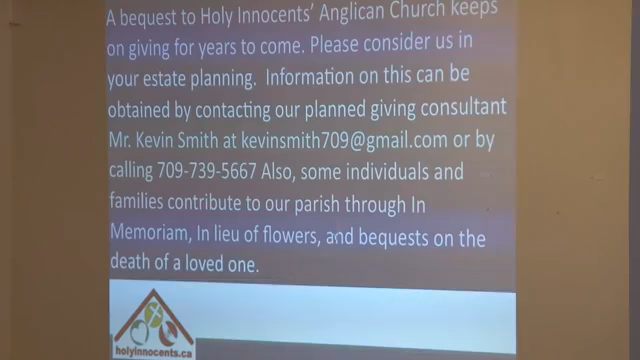 A bequest to Holy Innocents' Anglican Church keeps
on giving for years to come. Please consider us in
your estate planning. Information on this can be
obtained by contacting our planned giving consultant
Mr. Kevin Smith at kevinsmith709@gmail.com or by
calling 709-739-5667 Also, some individuals and
families contribute to our parish through In
Memoriam, In lieu of flowers, and bequests on the
death of a loved one.
holyinnocents.ca